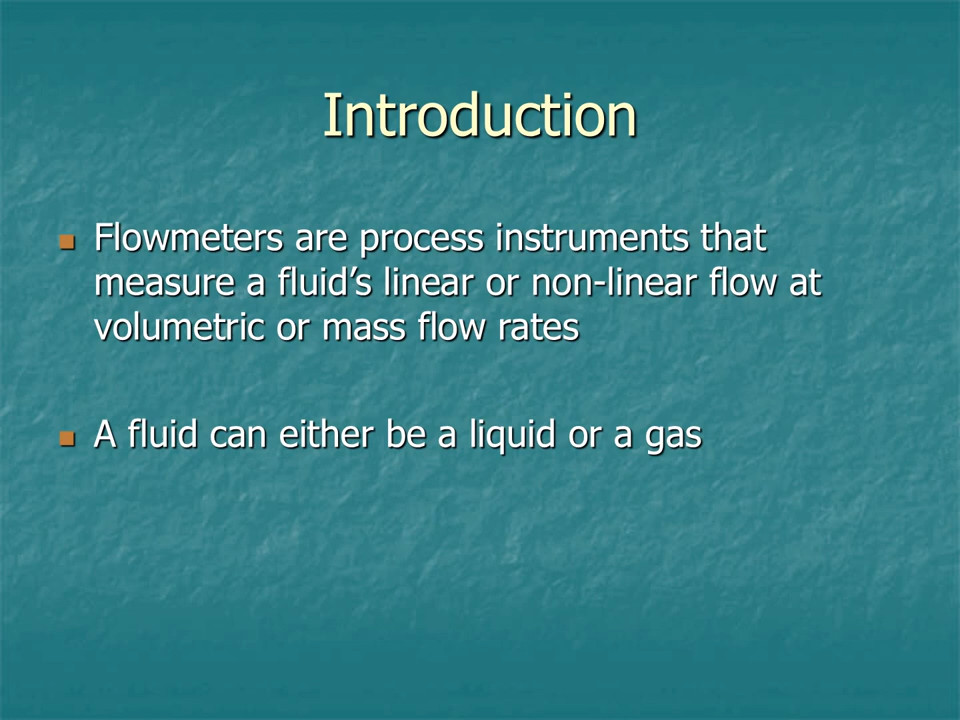 Introduction
Flowmeters are process instruments that
measure a fluid’s linear or non-linear flow at
volumetric or mass flow rates
A fluid can either be a liquid or a gas